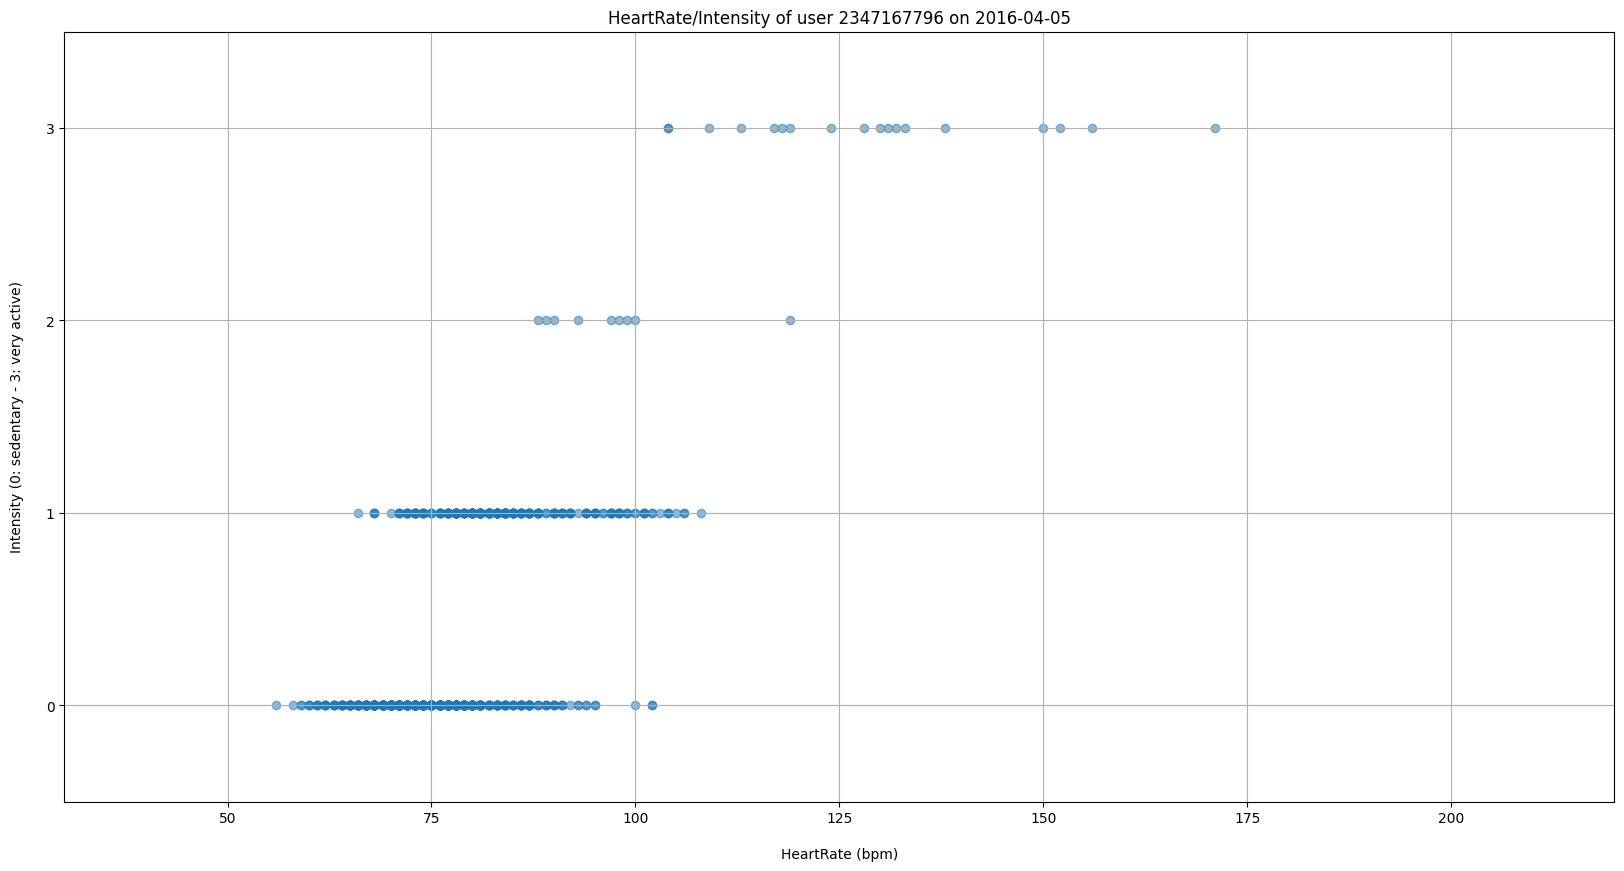 HeartRate/Intensity of user 2347167796 on 2016-04-05
Intensity (0: sedentary - 3: very active)
3
2
1
0
50 75 100 125 150 175 200
HeartRate (bpm)